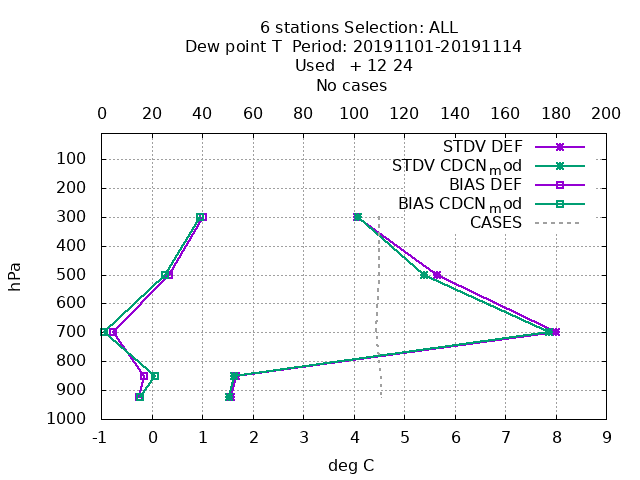 6 stations Selection: ALL
Dew point T  Period: 20191101-20191114
Used   + 12 24
No cases
0 20 40 60 80 100 120 140 160 180 200
STDV DEF
STDV CDCNmod
BIAS DEF
BIAS CDCNmod
CASES
100
200
300
400
500
600
700
800
900
1000
hPa
-1 0 1 2 3 4 5 6 7 8 9
deg C